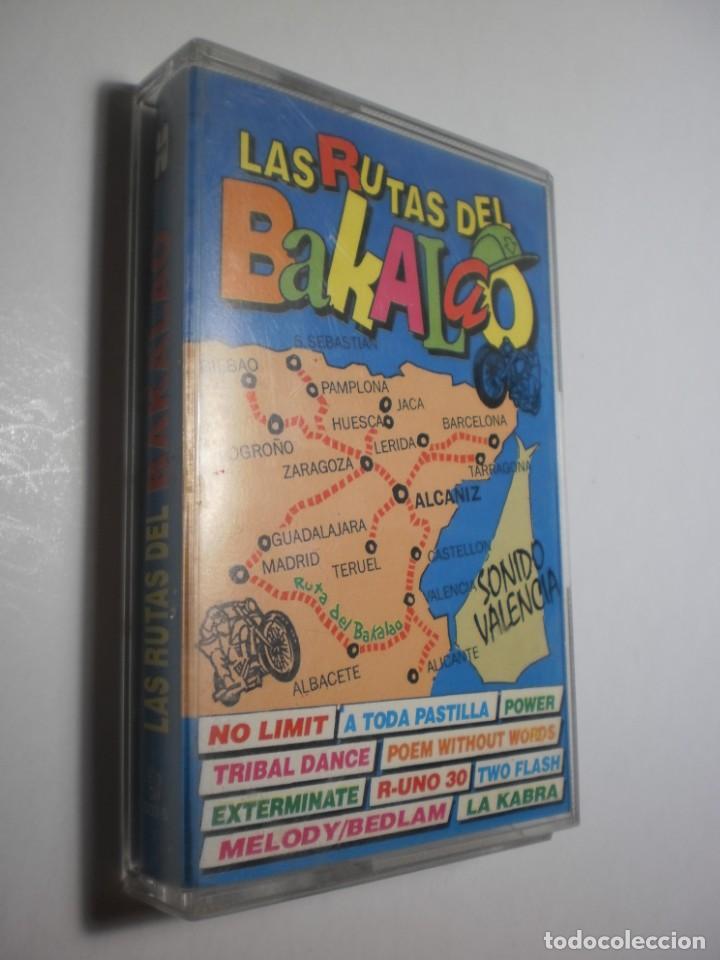 LAS RUTAS DEL
BAKALAO
S. SEBASTIAN
BILBAO
PAMPLONA
JACA
HUESCA
BARCELONA
LOGROÑO
LERIDA
ZARAGOZA
TARRAGONA
ALCAÑIZ
GUADALAJARA
MADRID
TERUEL
CASTELLON
VALENCIA
SONIDO
VALENCIA
Ruta del Bakalao
ALBACETE
ALICANTE
NO LIMIT
A TODA PASTILLA
POWER
TRIBAL DANCE
POEM WITHOUT WORDS
EXTERMINATE
R-UNO 30
TWO FLASH
MELODY/BEDLAM
LA KABRA
LAS RUTAS DEL BAKALAO
todocoleccion